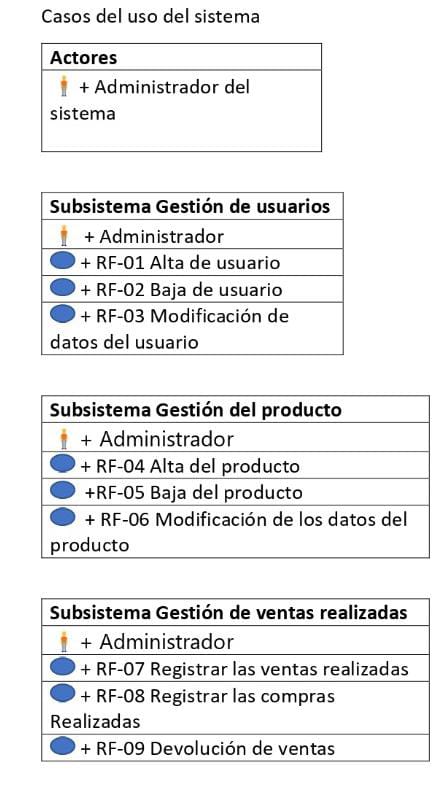 Casos del uso del sistema
Actores
+ Administrador del
sistema
Subsistema Gestión de usuarios
+ Administrador
+ RF-01 Alta de usuario
+ RF-02 Baja de usuario
+ RF-03 Modificación de
datos del usuario
Subsistema Gestión del producto
+ Administrador
+ RF-04 Alta del producto
+RF-05 Baja del producto
+ RF-06 Modificación de los datos del
producto
Subsistema Gestión de ventas realizadas
+ Administrador
+ RF-07 Registrar las ventas realizadas
+ RF-08 Registrar las compras
Realizadas
+ RF-09 Devolución de ventas